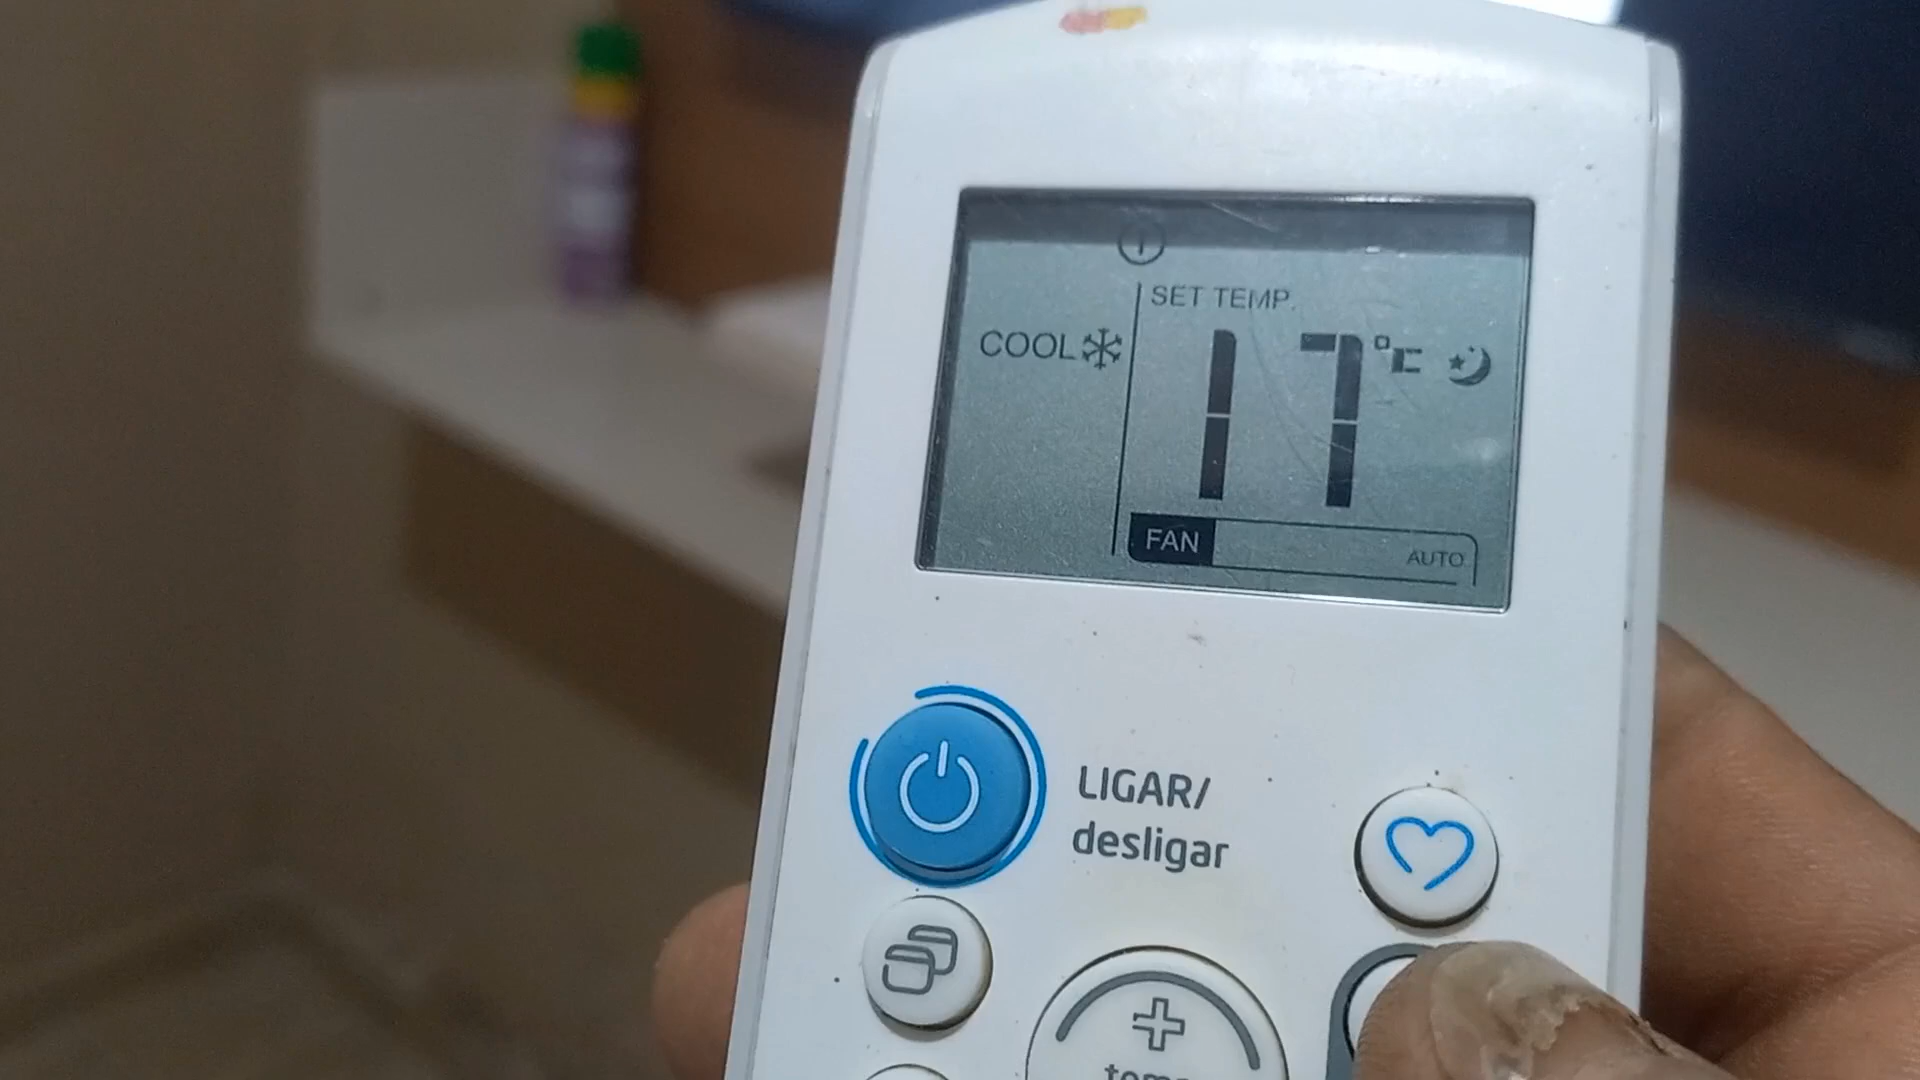 SET TEMP.
COOL
17 °C
FAN
AUTO
LIGAR/
desligar